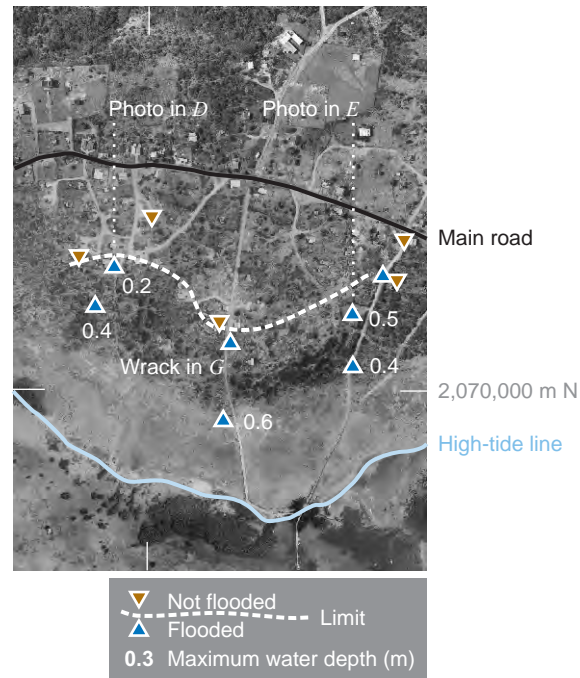 Photo in D
Photo in E
Main road
0.2
0.4
0.5
Wrack in G
0.4
2,070,000 m N
0.6
High-tide line
Not flooded
Limit
Flooded
0.3 Maximum water depth (m)